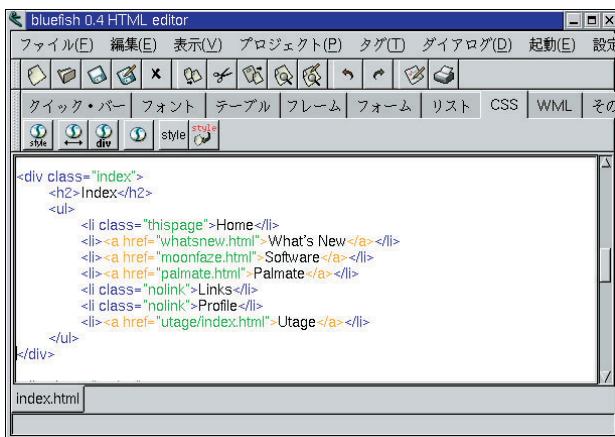 bluefish 0.4 HTML editor
ファイル(F) 編集(E) 表示(V) プロジェクト(P) タグ(T) ダイアログ(D) 起動(E) 設定
クイック・バー フォント テーブル フレーム フォーム リスト CSS WML その
style div style style
<div class="index">
<h2>Index</h2>
<ul>
<li class="thispage">Home</li>
<li><a href="whatsnew.html">What's New</a></li>
<li><a href="moonfaze.html">Software</a></li>
<li><a href="palmate.html">Palmate</a></li>
<li class="nolink">Links</li>
<li class="nolink">Profile</li>
<li><a href="utage/index.html">Utage</a></li>
</ul>
</div>
index.html